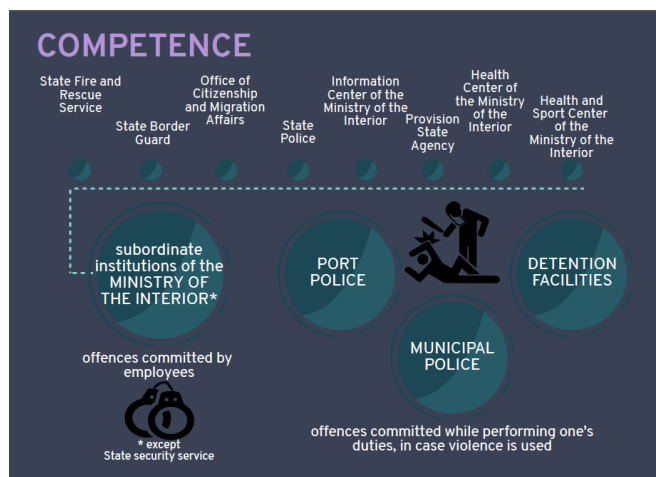 COMPETENCE
State Fire and
Rescue
Service
State Border
Guard
Office of
Citizenship
and Migration
Affairs
State
Police
Information
Center of the
Ministry of the
Interior
Provision
State
Agency
Health
Center of
the Ministry
of the
Interior
Health and
Sport Center
of the
Ministry of the
Interior
subordinate
institutions of the
MINISTRY OF
THE INTERIOR*
PORT
POLICE
DETENTION
FACILITIES
MUNICIPAL
POLICE
offences committed by
employees
* except
State security service
offences committed while performing one's
duties, in case violence is used